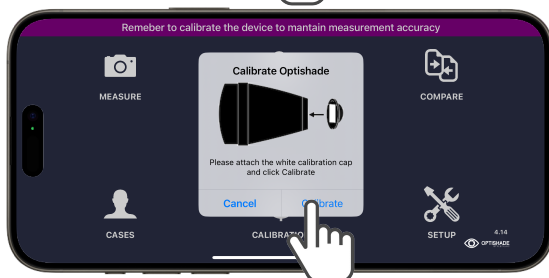 Remeber to calibrate the device to mantain measurement accuracy
Calibrate Optishade
MEASURE
COMPARE
Please attach the white calibration cap
and click Calibrate
Cancel
CASES
SETUP
4.14
OPTISHADE